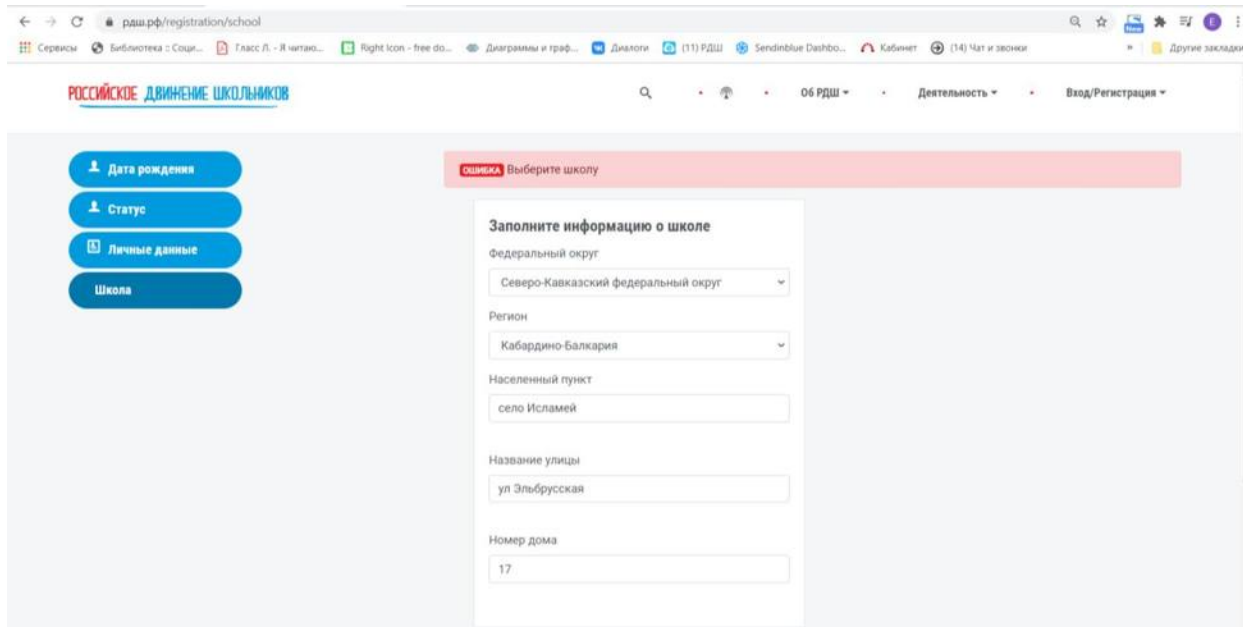 рдш.рф/registration/school
New
E
Сервисы Библиотека :: Соци... Гласс Л. - Я читаю... Right Icon - free do... Диаграммы и граф... Диалоги (11) РДШ Sendinblue Dashbo... Кабинет (14) Чат и звонки » Другие закладки
РОССИЙСКОЕ ДВИЖЕНИЕ ШКОЛЬНИКОВ
Об РДШ Деятельность Вход/Регистрация
Дата рождения
Статус
Личные данные
Школа
ОШИБКА Выберите школу
Заполните информацию о школе
Федеральный округ
Северо-Кавказский федеральный округ
Регион
Кабардино-Балкария
Населенный пункт
село Исламей
Название улицы
ул Эльбрусская
Номер дома
17